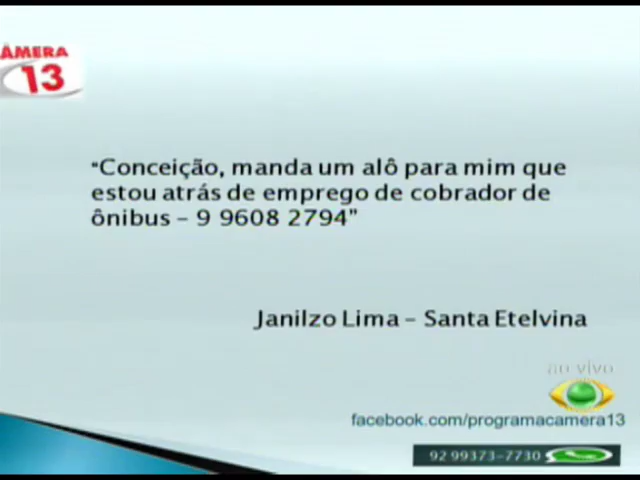 ÂMERA
13
"Conceição, manda um alô para mim que
estou atrás de emprego de cobrador de
ônibus – 9 9608 2794"
Janilzo Lima – Santa Etelvina
ao vivo
facebook.com/programacamera13
92 99373-7730